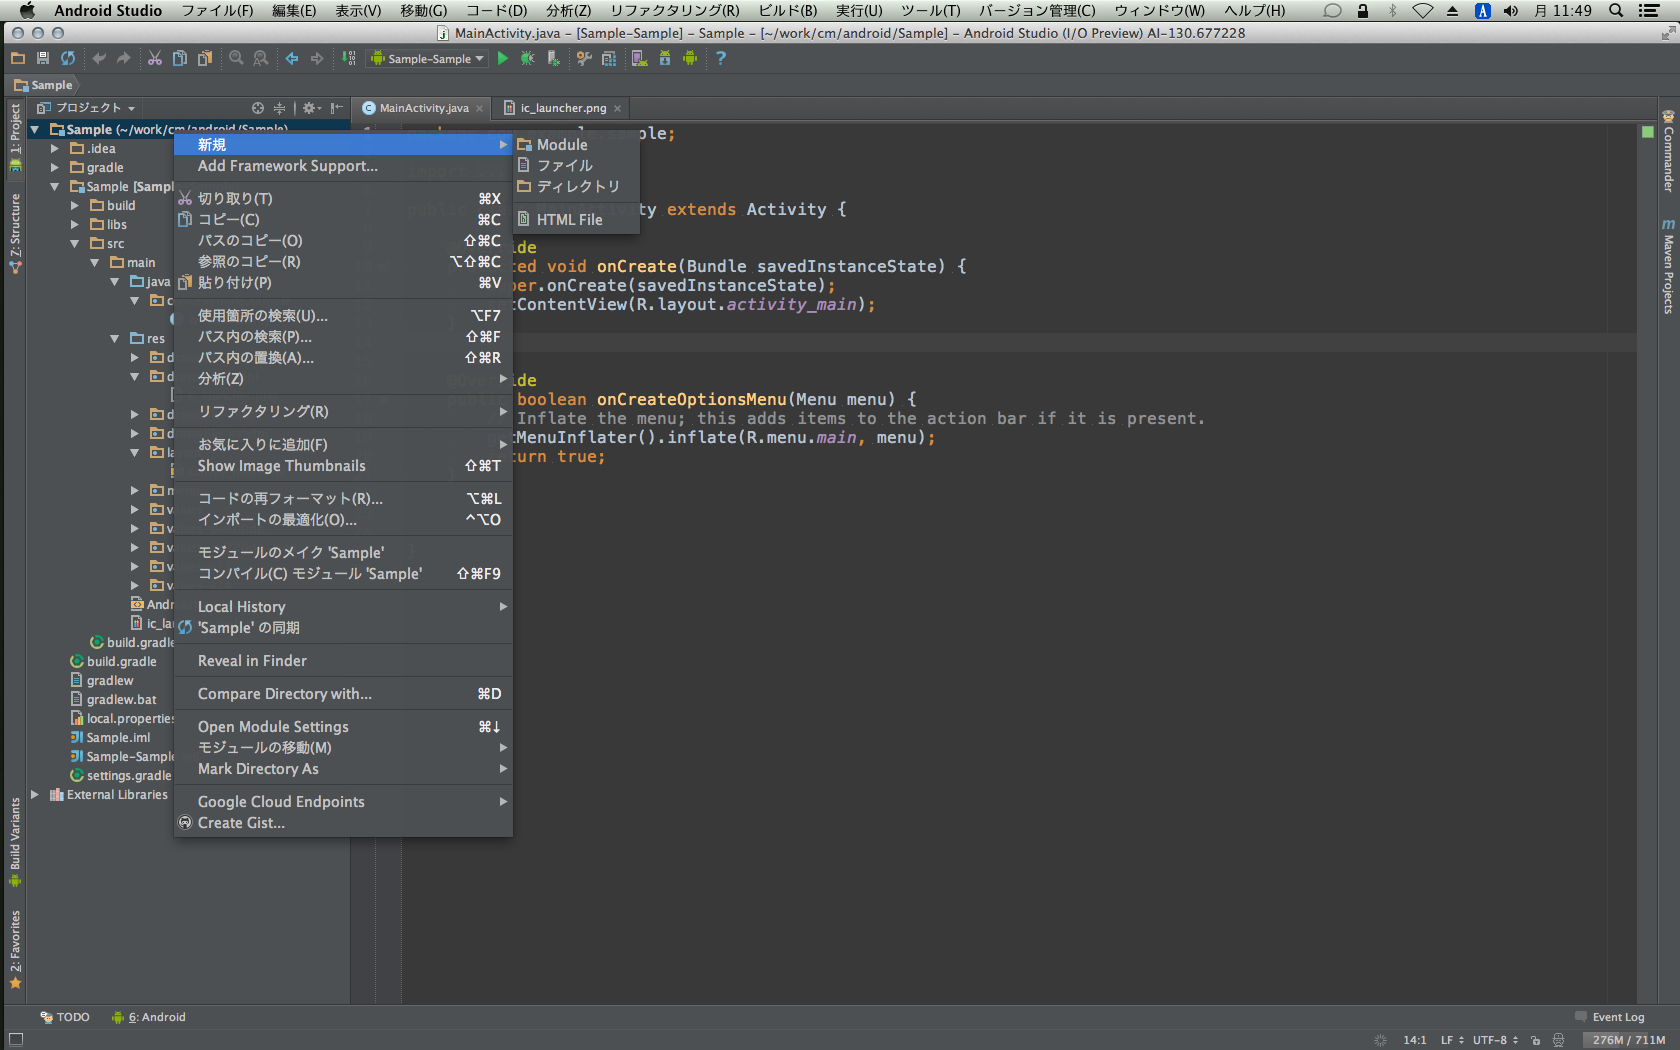 Android Studio ファイル(F) 編集(E) 表示(V) 移動(G) コード(D) 分析(Z) リファクタリング(R) ビルド(B) 実行(U) ツール(T) バージョン管理(C) ウィンドウ(W) ヘルプ(H) A 月 11:49
MainActivity.java – [Sample-Sample] – Sample – [~/work/cm/android/Sample] – Android Studio (I/O Preview) AI-130.677228
Sample-Sample ?
Sample
プロジェクト
MainActivity.java
ic_launcher.png
1: Project
Z: Structure
Build Variants
2: Favorites
Sample (~/work/cm/android/Sample)
.idea
gradle
Sample [Sampl
build
libs
src
main
java
res
Andr
ic_la
build.gradle
build.gradle
gradlew
gradlew.bat
local.properties
Sample.iml
Sample-Sample
settings.gradle
External Libraries
新規
Add Framework Support...
切り取り(T) ⌘X
コピー(C) ⌘C
パスのコピー(O) ⇧⌘C
参照のコピー(R) ⌥⇧⌘C
貼り付け(P) ⌘V
使用箇所の検索(U)... ⌥F7
パス内の検索(P)... ⇧⌘F
パス内の置換(A)... ⇧⌘R
分析(Z)
リファクタリング(R)
お気に入りに追加(F)
Show Image Thumbnails ⇧⌘T
コードの再フォーマット(R)... ⌥⌘L
インポートの最適化(O)... ^⌥O
モジュールのメイク 'Sample'
コンパイル(C) モジュール 'Sample' ⇧⌘F9
Local History
'Sample' の同期
Reveal in Finder
Compare Directory with... ⌘D
Open Module Settings ⌘↓
モジュールの移動(M)
Mark Directory As
Google Cloud Endpoints
Create Gist...
Module
ファイル
ディレクトリ
HTML File
ple;
ty extends Activity {
ide
ted void onCreate(Bundle savedInstanceState) {
per.onCreate(savedInstanceState);
tContentView(R.layout.activity_main);
ide
boolean onCreateOptionsMenu(Menu menu) {
Inflate the menu; this adds items to the action bar if it is present.
tMenuInflater().inflate(R.menu.main, menu);
turn true;
Commander
Maven Projects
TODO
6: Android
Event Log
14:1 LF UTF-8 276M / 711M